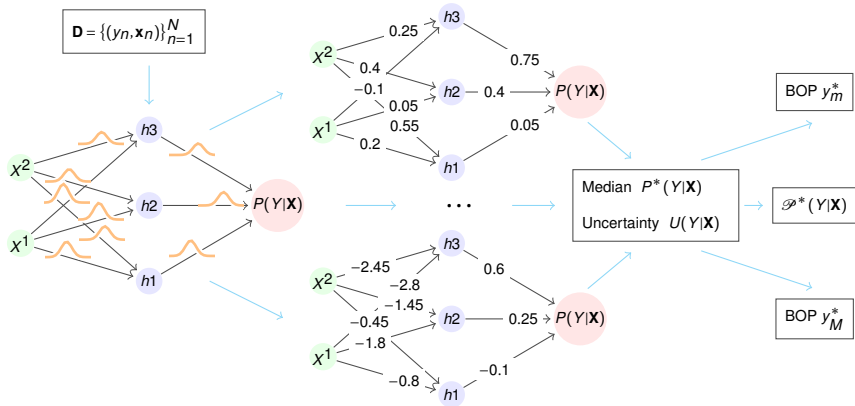 D = {(yₙ, xₙ)}ᴺₙ₌₁
X²
X¹
h3
h2
h1
P(Y|X)
X²
X¹
0.25
0.4
−0.1
0.05
0.55
0.2
h3
h2
h1
0.75
0.4
0.05
P(Y|X)
...
X²
X¹
−2.45
−2.8
−1.45
−0.45
−1.8
−0.8
h3
h2
h1
0.6
0.25
−0.1
P(Y|X)
Median P*(Y|X)
Uncertainty U(Y|X)
BOP y*ₘ
𝒫*(Y|X)
BOP y*_M